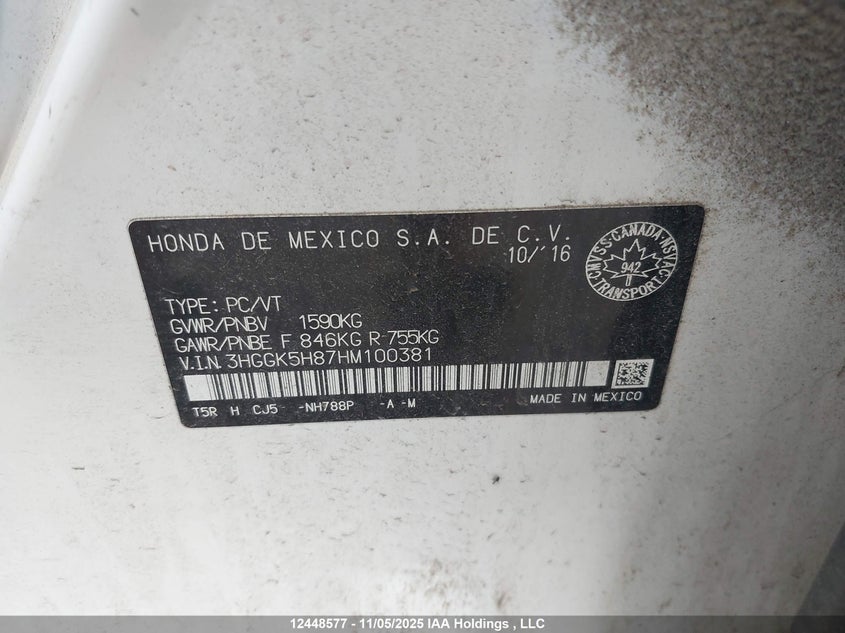 HONDA DE MEXICO S.A. DE C.V.
10/'16
CMVSS·CANADA·NSVAC
942
TRANSPORT
TYPE: PC/VT
GVWR/PNBV 1590KG
GAWR/PNBE F 846KG R 755KG
V.I.N. 3HGGK5H87HM100381
T5R H CJ5 -NH788P -A -M
MADE IN MEXICO
12448577 - 11/05/2025 IAA Holdings , LLC